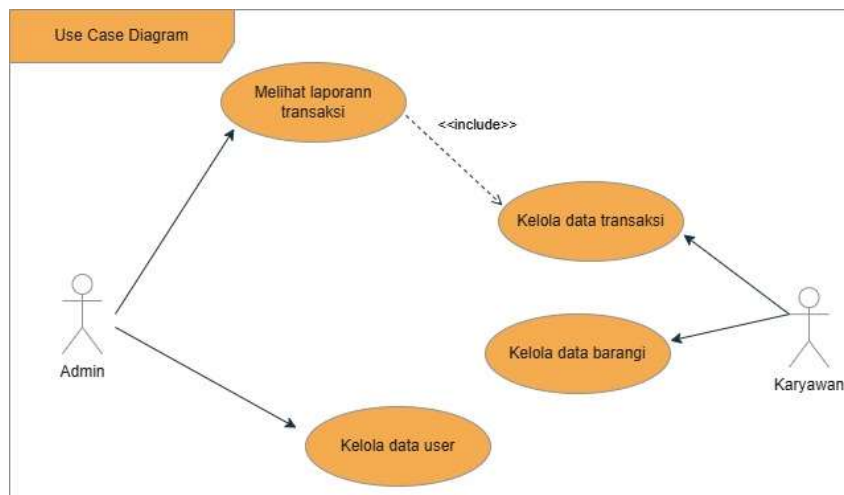 Use Case Diagram
Melihat laporann
transaksi
<<include>>
Kelola data transaksi
Kelola data barangi
Admin
Karyawan
Kelola data user